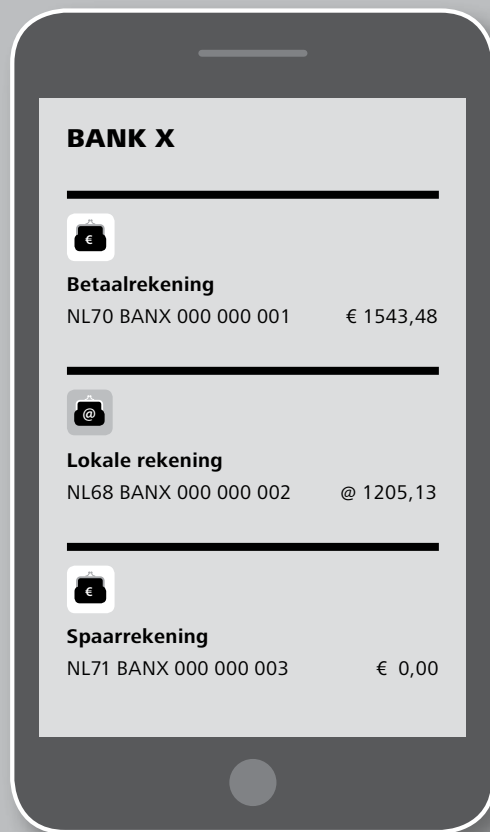 BANK X
€
Betaalrekening
NL70 BANX 000 000 001 € 1543,48
@
Lokale rekening
NL68 BANX 000 000 002 @ 1205,13
€
Spaarrekening
NL71 BANX 000 000 003 € 0,00